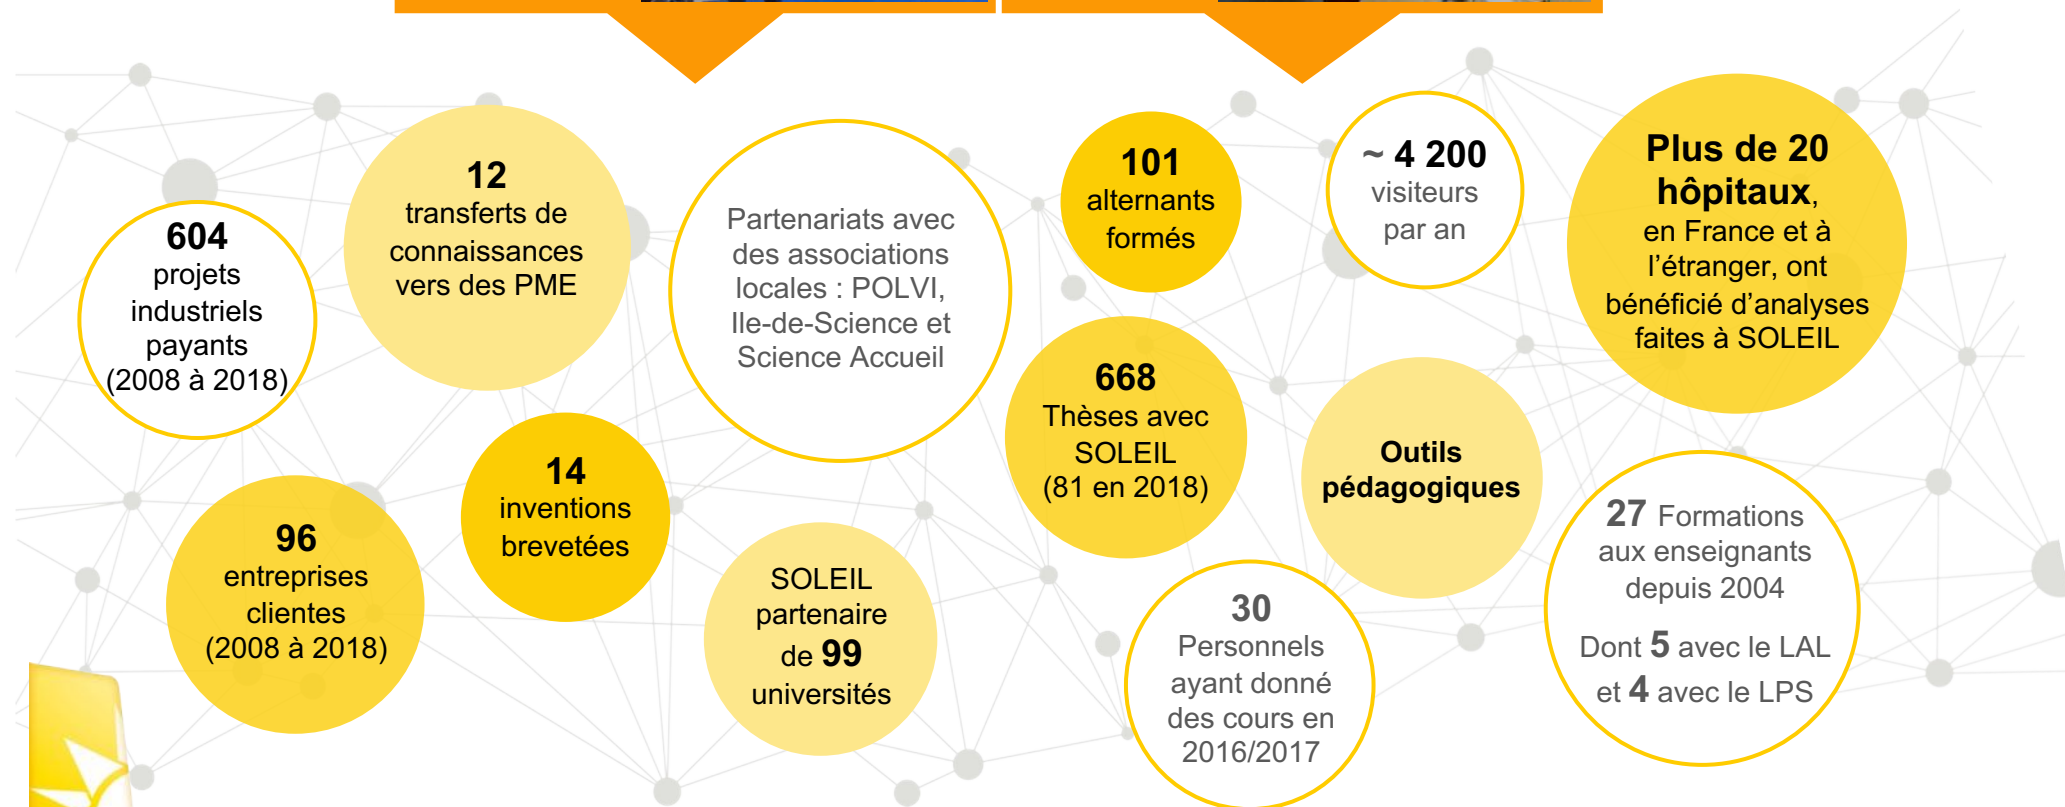 604
projets
industriels
payants
(2008 à 2018)
12
transferts de
connaissances
vers des PME
Partenariats avec
des associations
locales : POLVI,
Ile-de-Science et
Science Accueil
101
alternants
formés
~ 4 200
visiteurs
par an
Plus de 20
hôpitaux,
en France et à
l’étranger, ont
bénéficié d’analyses
faites à SOLEIL
96
entreprises
clientes
(2008 à 2018)
14
inventions
brevetées
SOLEIL
partenaire
de 99
universités
668
Thèses avec
SOLEIL
(81 en 2018)
Outils
pédagogiques
30
Personnels
ayant donné
des cours en
2016/2017
27 Formations
aux enseignants
depuis 2004
Dont 5 avec le LAL
et 4 avec le LPS